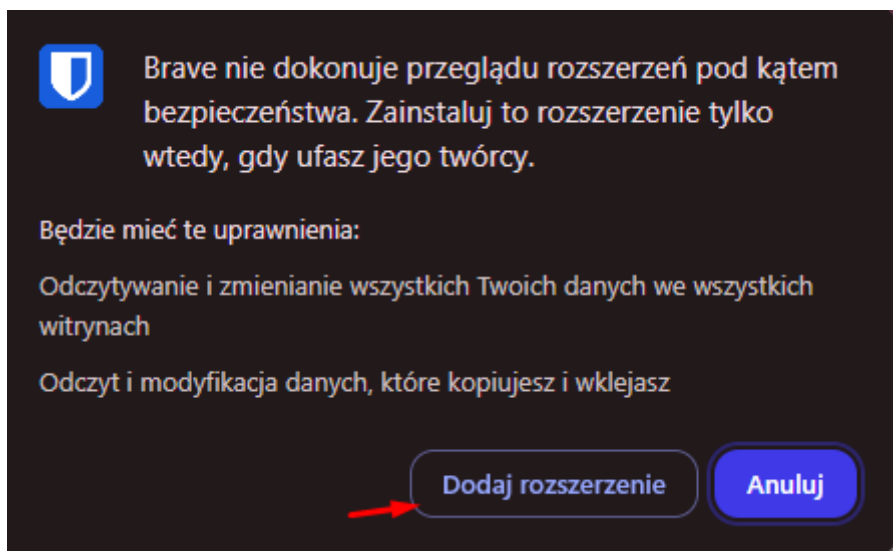 Brave nie dokonuje przeglądu rozszerzeń pod kątem
bezpieczeństwa. Zainstaluj to rozszerzenie tylko
wtedy, gdy ufasz jego twórcy.
Będzie mieć te uprawnienia:
Odczytywanie i zmienianie wszystkich Twoich danych we wszystkich
witrynach
Odczyt i modyfikacja danych, które kopiujesz i wklejasz
Dodaj rozszerzenie
Anuluj